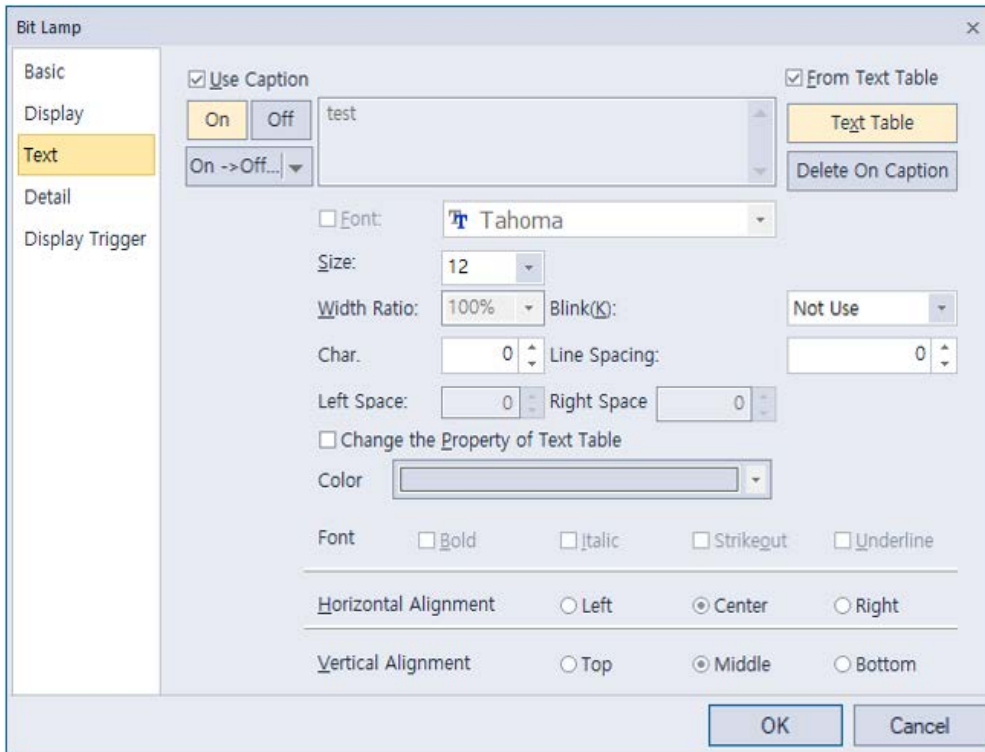 Bit Lamp
Basic
Display
Text
Detail
Display Trigger
Use Caption
From Text Table
On Off
test
Text Table
On ->Off...
Delete On Caption
Font: Tahoma
Size: 12
Width Ratio: 100% Blink(K): Not Use
Char. 0 Line Spacing: 0
Left Space: 0 Right Space 0
Change the Property of Text Table
Color
Font Bold Italic Strikeout Underline
Horizontal Alignment Left Center Right
Vertical Alignment Top Middle Bottom
OK Cancel